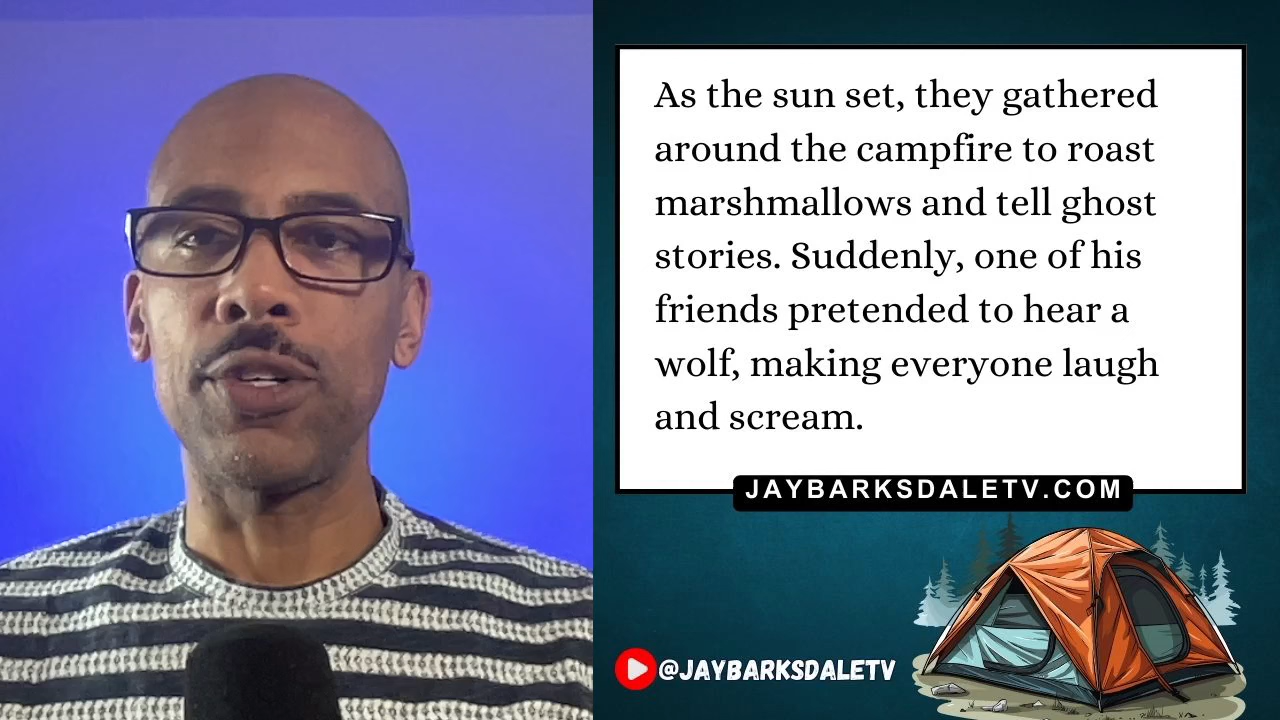 As the sun set, they gathered
around the campfire to roast
marshmallows and tell ghost
stories. Suddenly, one of his
friends pretended to hear a
wolf, making everyone laugh
and scream.
JAYBARKSDALETV.COM
@JAYBARKSDALETV